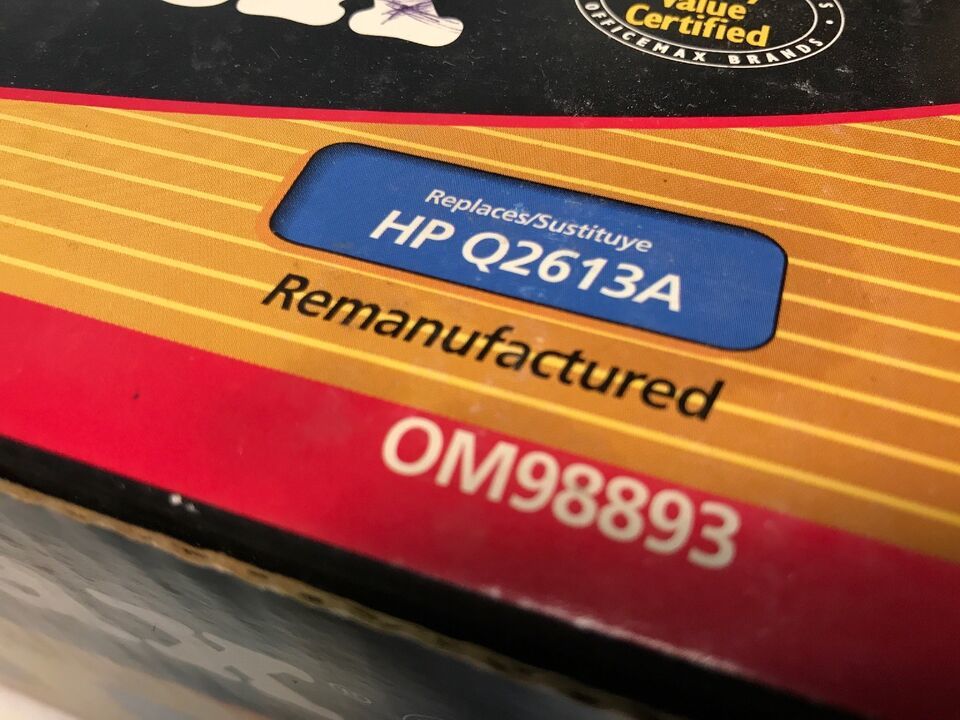 Value
Certified
OFFICEMAX BRANDS
Replaces/Sustituye
HP Q2613A
Remanufactured
OM98893